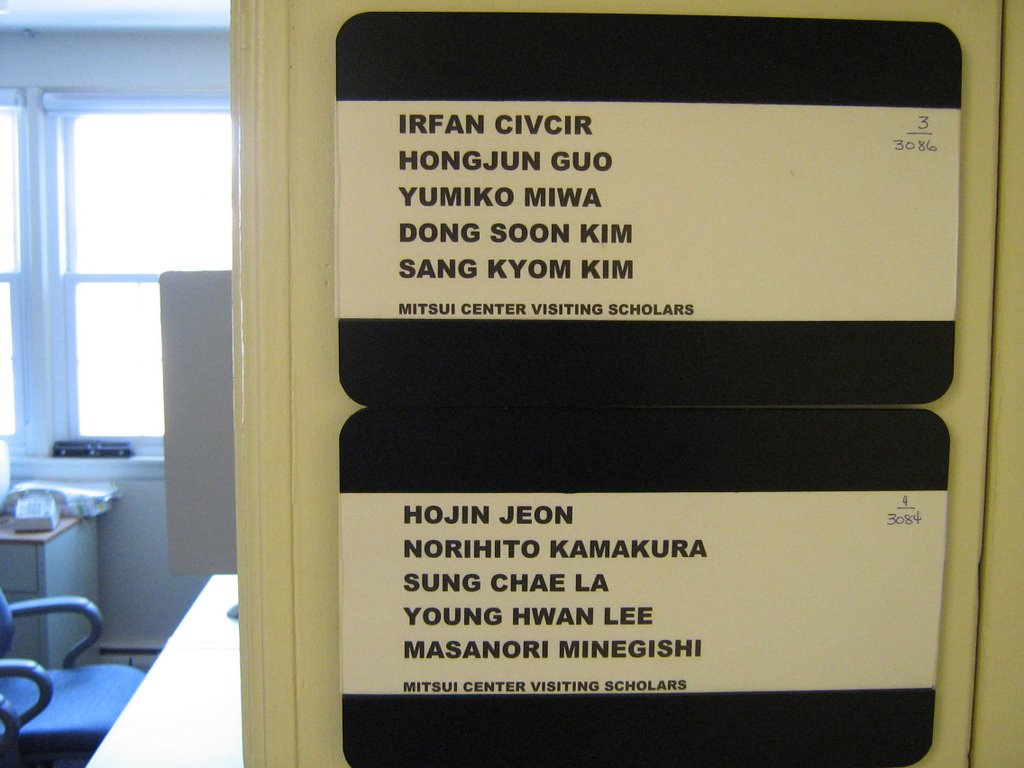 IRFAN CIVCIR
HONGJUN GUO
YUMIKO MIWA
DONG SOON KIM
SANG KYOM KIM
MITSUI CENTER VISITING SCHOLARS
3
3086
HOJIN JEON
NORIHITO KAMAKURA
SUNG CHAE LA
YOUNG HWAN LEE
MASANORI MINEGISHI
MITSUI CENTER VISITING SCHOLARS
4
3084